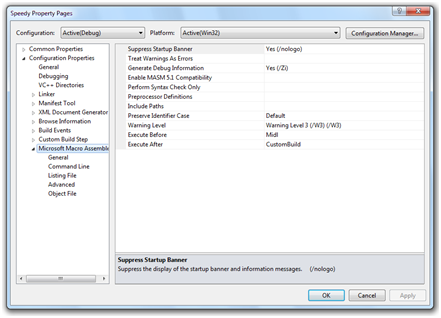 Speedy Property Pages
Configuration: Active(Debug) Platform: Active(Win32) Configuration Manager...
Common Properties
Configuration Properties
General
Debugging
VC++ Directories
Linker
Manifest Tool
XML Document Generator
Browse Information
Build Events
Custom Build Step
Microsoft Macro Assemble
General
Command Line
Listing File
Advanced
Object File
Suppress Startup Banner Yes (/nologo)
Treat Warnings As Errors
Generate Debug Information Yes (/Zi)
Enable MASM 5.1 Compatibility
Perform Syntax Check Only
Preprocessor Definitions
Include Paths
Preserve Identifier Case Default
Warning Level Warning Level 3 (/W3) (/W3)
Execute Before Midl
Execute After CustomBuild
Suppress Startup Banner
Suppress the display of the startup banner and information messages. (/nologo)
OK Cancel Apply